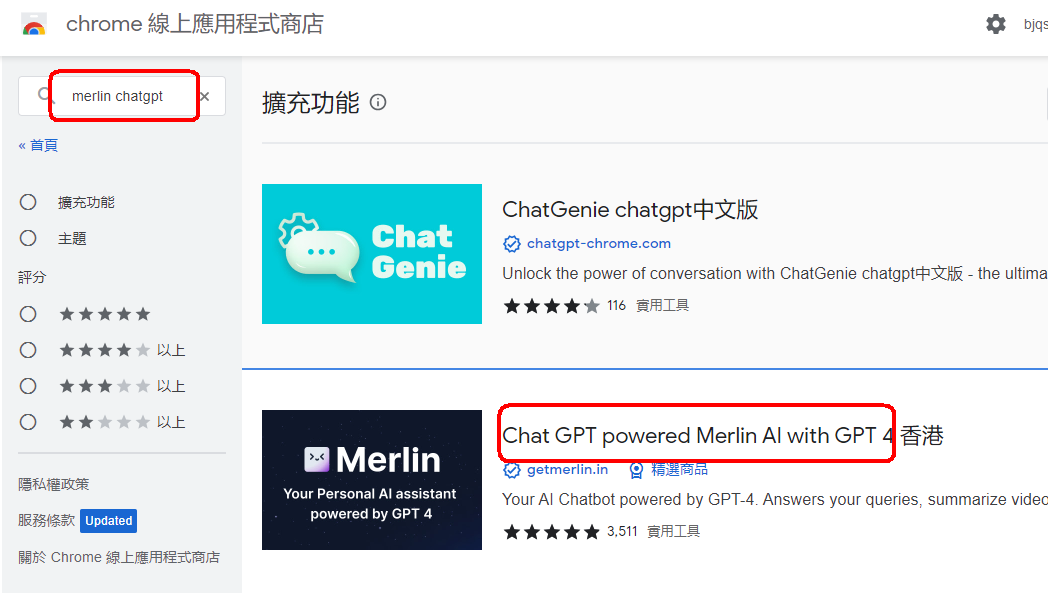 chrome 線上應用程式商店
bjqs
merlin chatgpt
« 首頁
擴充功能
主題
評分
以上
以上
以上
隱私權政策
服務條款 Updated
關於 Chrome 線上應用程式商店
擴充功能
Chat
Genie
ChatGenie chatgpt中文版
chatgpt-chrome.com
Unlock the power of conversation with ChatGenie chatgpt中文版 - the ultima
116 實用工具
Merlin
Your Personal AI assistant
powered by GPT 4
Chat GPT powered Merlin AI with GPT 4 香港
getmerlin.in 精選商品
Your AI Chatbot powered by GPT-4. Answers your queries, summarize video
3,511 實用工具